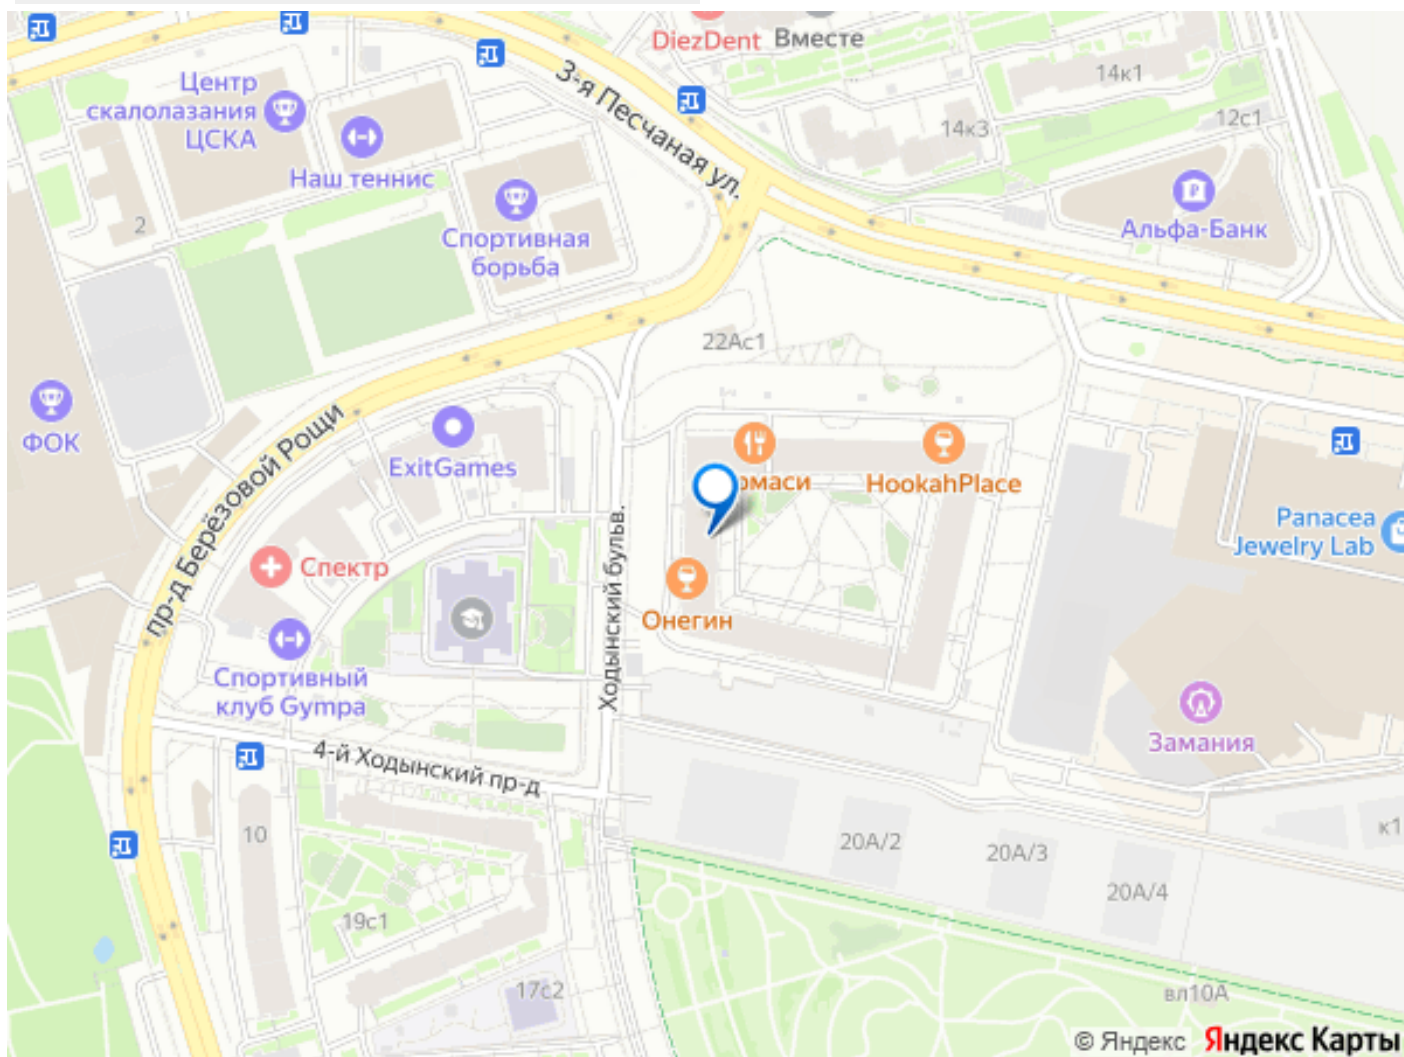 DiezDent
Вместе
Центр
скалолазания
ЦСКА
3-я Песчаная ул.
14к1
14к3
12с1
Наш теннис
2
Спортивная
борьба
Альфа-Банк
22Ас1
ФОК
пр-д Берёзовой Рощи
ExitGames
HookahPlace
Panacea
Jewelry Lab
Спектр
Ходынский бульв.
Онегин
Спортивный
клуб Gympa
Замания
4-й Ходынский пр-д
10
20А/2
20А/3
20А/4
к1
19с1
17с2
вл10А
© Яндекс Яндекс Карты